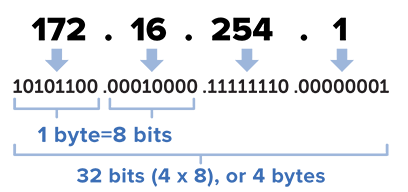 172 . 16 . 254 . 1
10101100 .00010000 .11111110 .00000001
1 byte=8 bits
32 bits (4 x 8), or 4 bytes